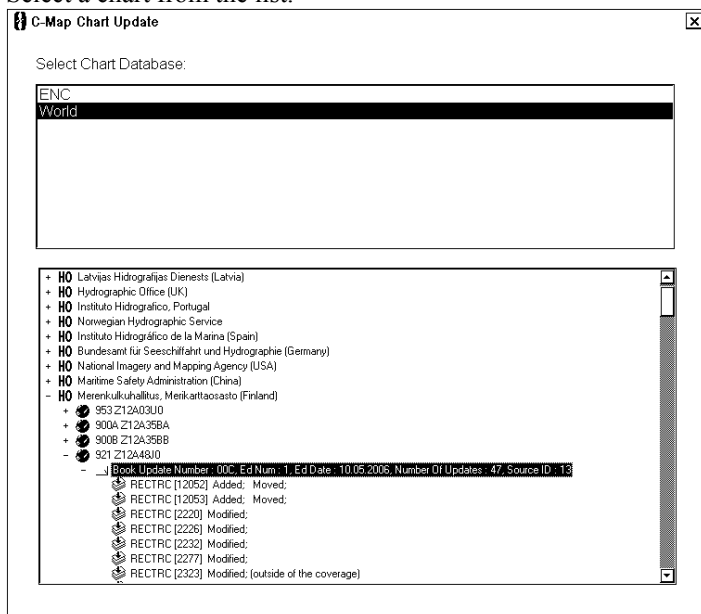 Select a chart from the list.
C-Map Chart Update
Select Chart Database:
ENC
World
+ HO Latvijas Hidrografijas Dienests (Latvia)
+ HO Hydrographic Office (UK)
+ HO Instituto Hidrografico, Portugal
+ HO Norwegian Hydrographic Service
+ HO Instituto Hidrográfico de la Marina (Spain)
+ HO Bundesamt für Seeschiffahrt und Hydrographie (Germany)
+ HO National Imagery and Mapping Agency (USA)
+ HO Maritime Safety Administration (China)
- HO Merenkulkuhallitus, Merikarttaosasto (Finland)
+ 953 Z12A03U0
+ 900A Z12A35BA
+ 900B Z12A35BB
- 921 Z12A48J0
- Book Update Number : 00C, Ed Num : 1, Ed Date : 10.05.2006, Number Of Updates : 47, Source ID : 13
RECTRC [12052] Added; Moved;
RECTRC [12053] Added; Moved;
RECTRC [2220] Modified;
RECTRC [2226] Modified;
RECTRC [2232] Modified;
RECTRC [2277] Modified;
RECTRC [2323] Modified; (outside of the coverage)